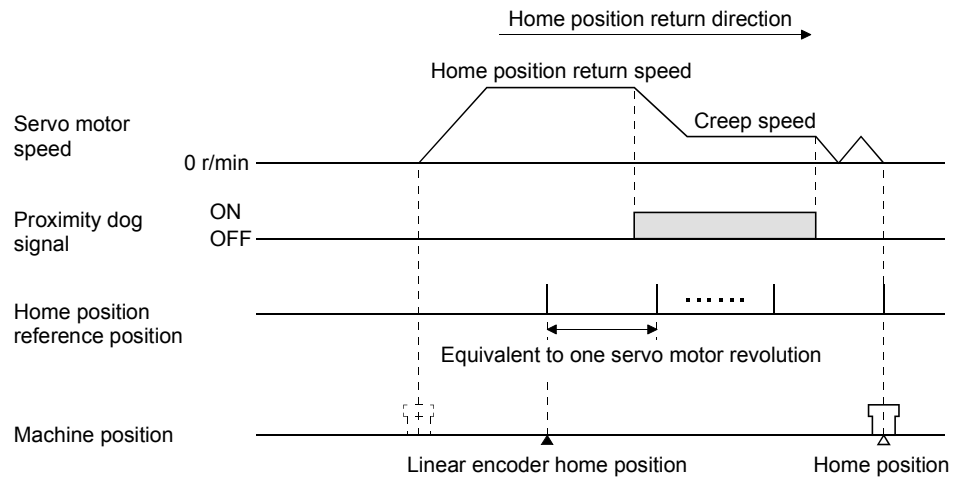 Home position return direction
Home position return speed
Servo motor
speed
Creep speed
0 r/min
Proximity dog
signal
ON
OFF
Home position
reference position
Equivalent to one servo motor revolution
Machine position
Linear encoder home position
Home position